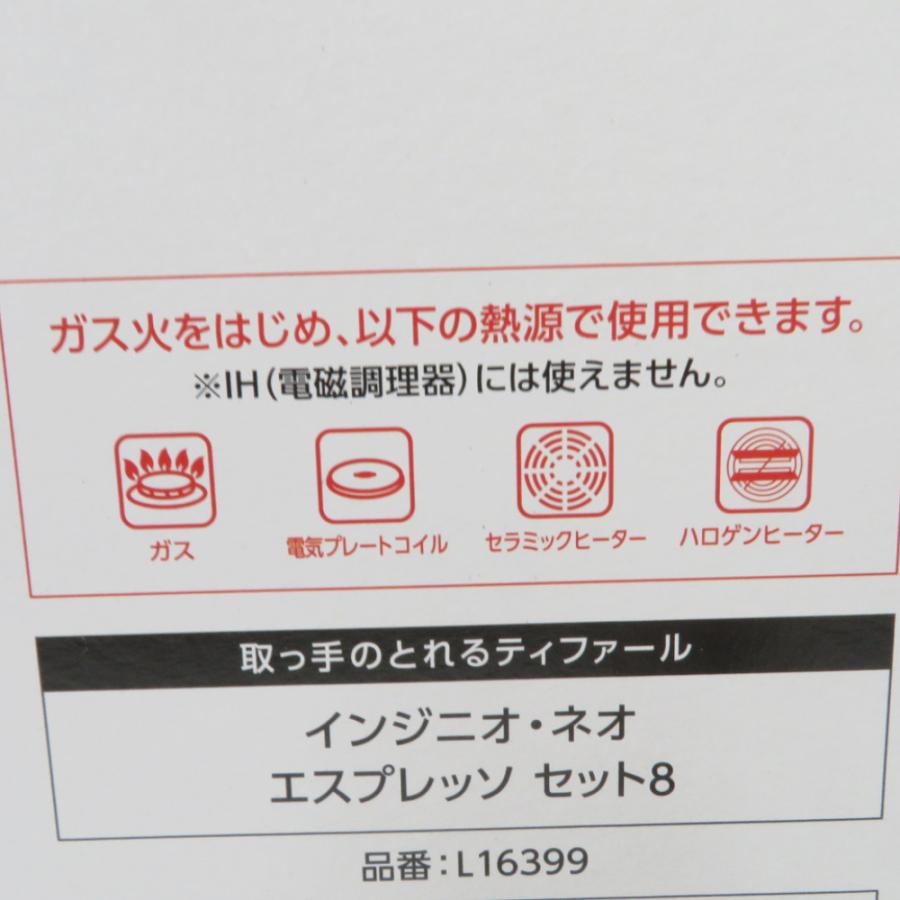 ガス火をはじめ、以下の熱源で使用できます。
※IH(電磁調理器)には使えません。
ガス 電気プレートコイル セラミックヒーター ハロゲンヒーター
取っ手のとれるティファール
インジニオ・ネオ
エスプレッソ セット8
品番：L16399